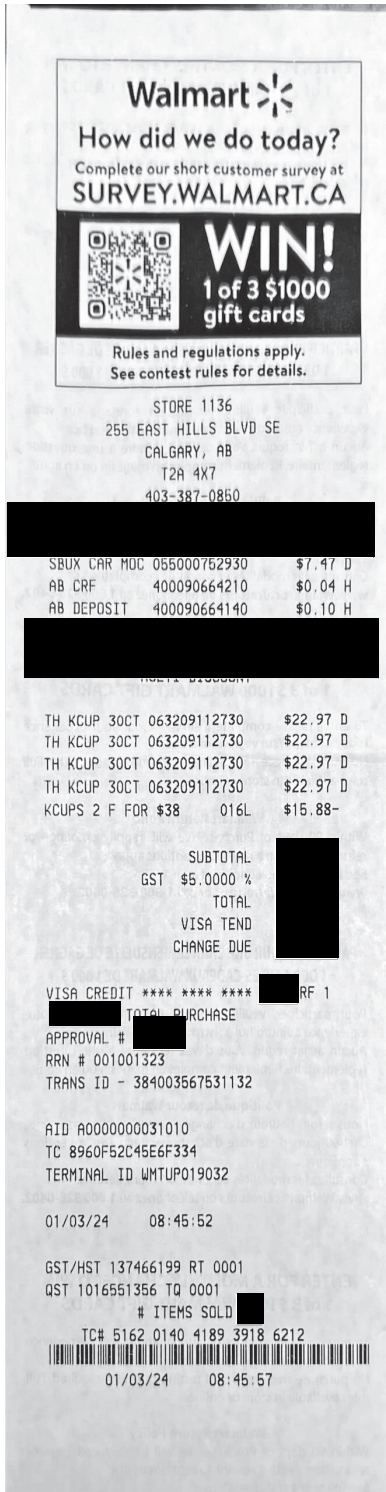 Walmart
How did we do today?
Complete our short customer survey at
SURVEY.WALMART.CA
WIN!
1 of 3 $1000
gift cards
Rules and regulations apply.
See contest rules for details.
STORE 1136
255 EAST HILLS BLVD SE
CALGARY, AB
T2A 4X7
403-387-0850
SBUX CAR MOC 055000752930 $7.47 D
AB CRF 400090664210 $0.04 H
AB DEPOSIT 400090664140 $0.10 H
MULTI DISCOUNT
TH KCUP 30CT 063209112730 $22.97 D
TH KCUP 30CT 063209112730 $22.97 D
TH KCUP 30CT 063209112730 $22.97 D
TH KCUP 30CT 063209112730 $22.97 D
KCUPS 2 F FOR $38 016L $15.88-
SUBTOTAL
GST $5.0000 %
TOTAL
VISA TEND
CHANGE DUE
VISA CREDIT **** **** **** RF 1
TOTAL PURCHASE
APPROVAL #
RRN # 001001323
TRANS ID - 384003567531132
AID A0000000031010
TC 8960F52C45E6F334
TERMINAL ID WMTUP019032
01/03/24 08:45:52
GST/HST 137466199 RT 0001
QST 1016551356 TQ 0001
# ITEMS SOLD
TC# 5162 0140 4189 3918 6212
01/03/24 08:45:57